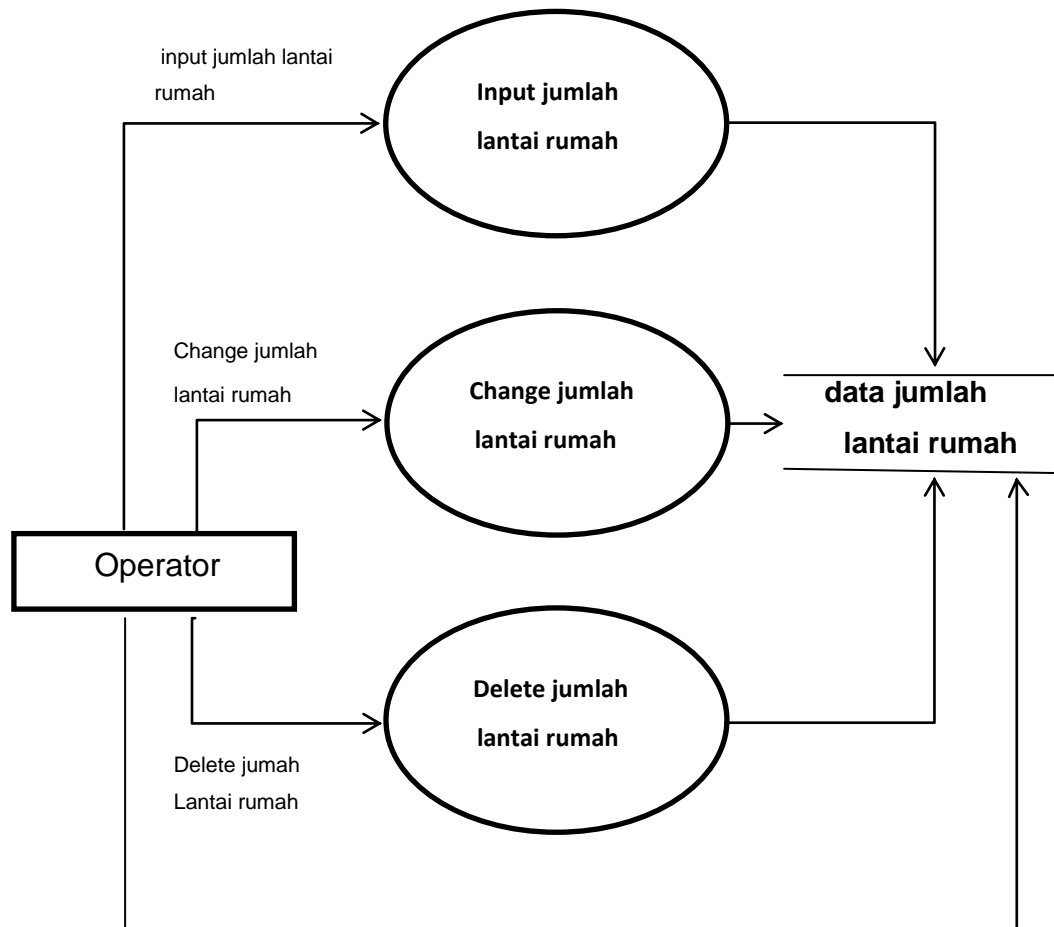 input jumlah lantai
rumah
Input jumlah
lantai rumah
Change jumlah
lantai rumah
Change jumlah
lantai rumah
data jumlah
lantai rumah
Operator
Delete jumlah
lantai rumah
Delete jumah
Lantai rumah